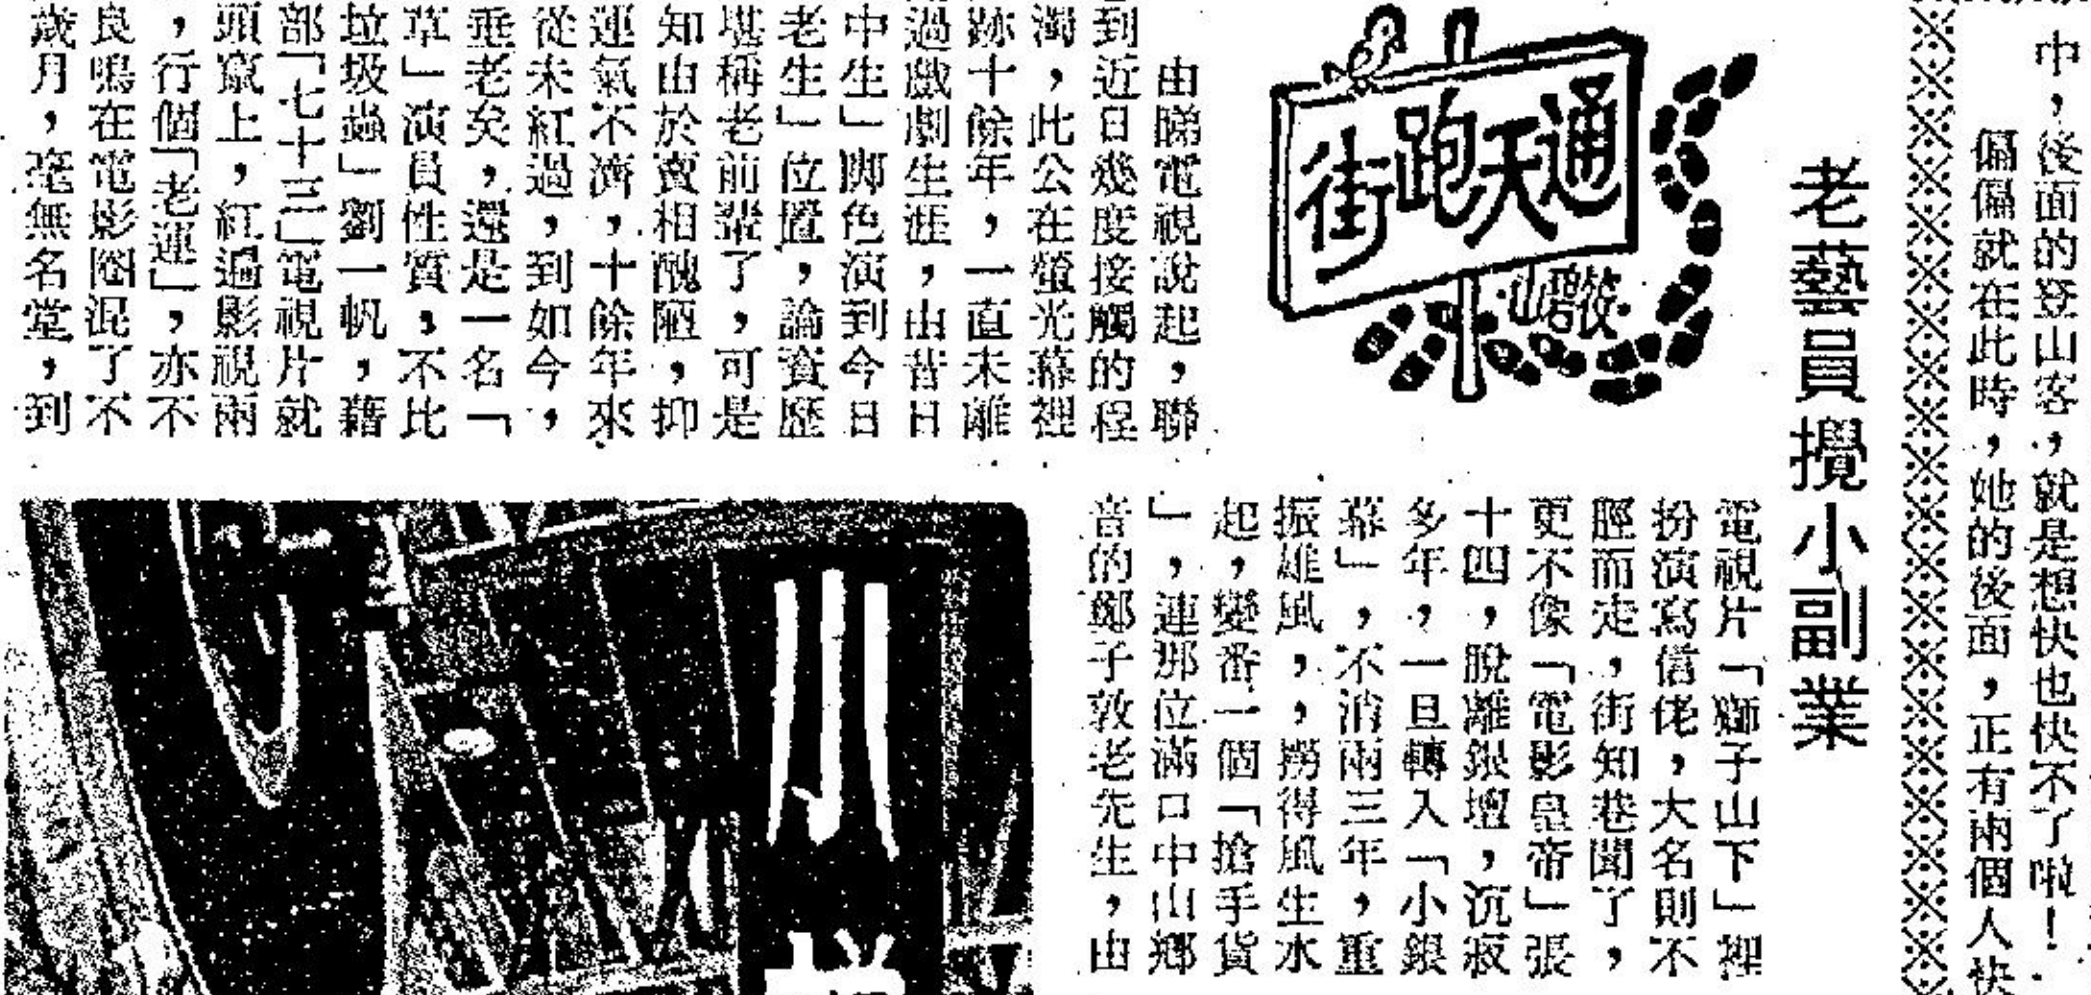 中，後面的登山客，就是想快也快不了啦！
偏偏就在此時，她的後面，正有兩個人快
老藝員攪小副業
通天跑街
由睇電視說起，聯
到近日幾度接觸的程
濁，此公在螢光幕裡
跡十餘年，一直未離
過戲劇生涯，由昔日
中生」脚色演到今日
老生」位置，論資歷
堪稱老前輩了，可是
知由於賣相醜陋，抑
運氣不濟，十餘年來
從未紅過，到如今，
垂老矣，還是一名「
草」演員性質，不比
垃圾蟲」劉一帆，藉
部「七十三」電視片就
頭竄上，紅遍影視兩
，行個「老運」，亦不
良鳴在電影圈混了不
歲月，毫無名堂，到
電視片「獅子山下」裡
扮演寫信佬，大名則不
脛而走，街知巷聞了，
更不像「電影皇帝」張
十四，脫離銀壇，沉寂
多年，一旦轉入「小銀
幕」，不消兩三年，重
振雄風，，撈得風生水
起，變番一個「搶手貨
」，連那位滿口中山鄉
音的鄭子敦老先生，由
小